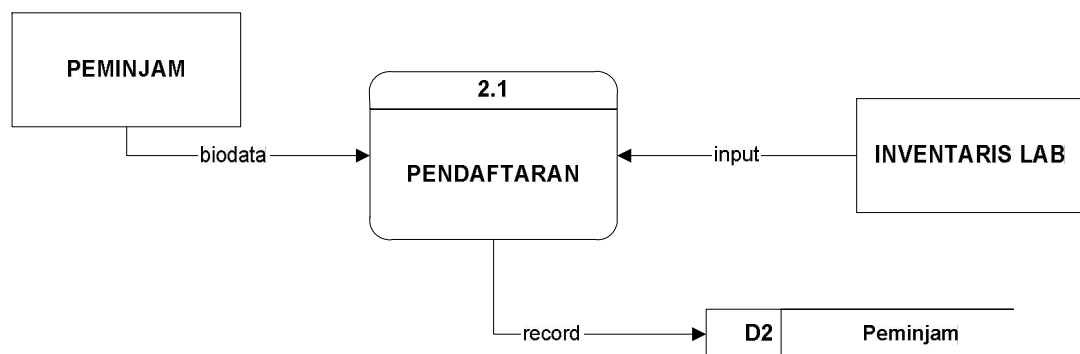 PEMINJAM
2.1
biodata
input
PENDAFTARAN
INVENTARIS LAB
record
D2
Peminjam